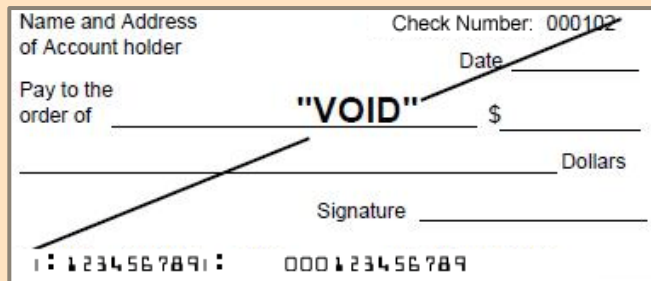 Name and Address Check Number: 000102
of Account holder
Date
Pay to the
order of "VOID" $
Dollars
Signature
⑆123456789⑆ 000123456789